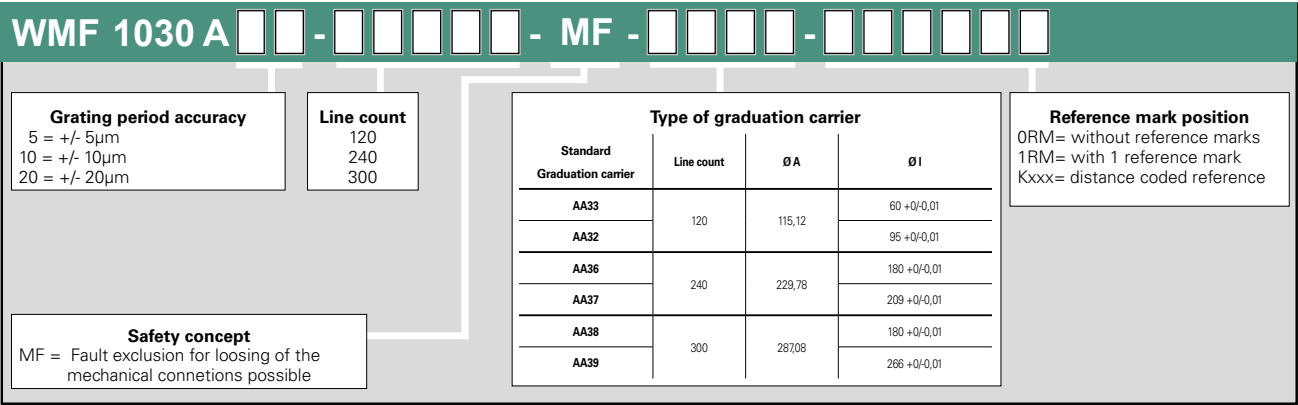 WMF 1030 A - - MF - -
Grating period accuracy
5 = +/- 5µm
10 = +/- 10µm
20 = +/- 20µm
Line count
120
240
300
Type of graduation carrier
Standard
Graduation carrier
Line count
Ø A
Ø I
AA33
120
115,12
60 +0/-0,01
AA32
95 +0/-0,01
AA36
240
229,78
180 +0/-0,01
AA37
209 +0/-0,01
AA38
300
287,08
180 +0/-0,01
AA39
266 +0/-0,01
Reference mark position
0RM= without reference marks
1RM= with 1 reference mark
Kxxx= distance coded reference
Safety concept
MF = Fault exclusion for loosing of the
mechanical connetions possible